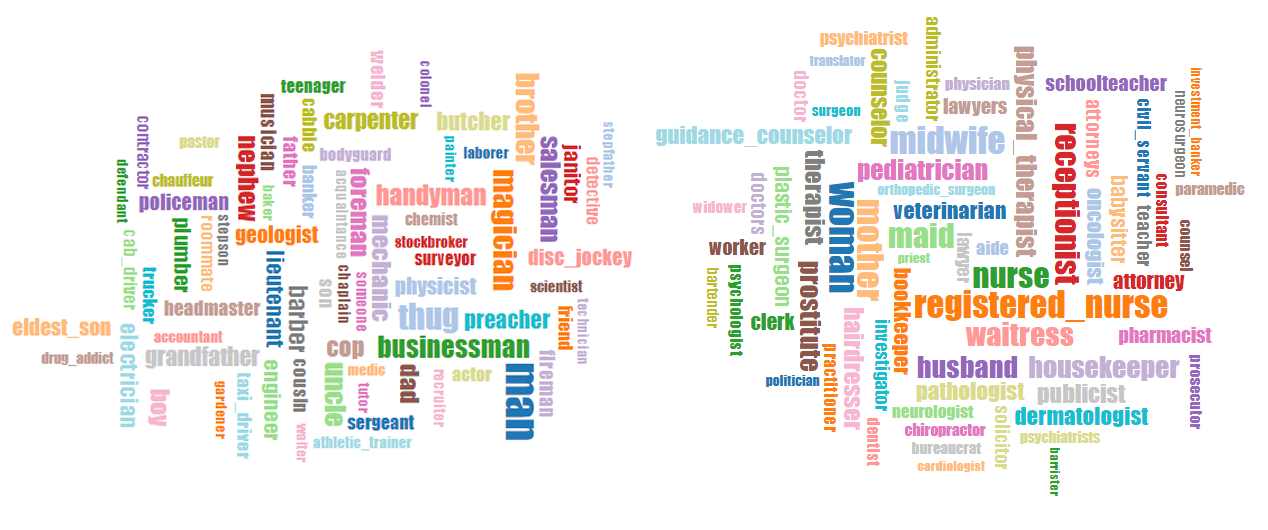 welder
colonel
teenager
brother
musician
cabbie
carpenter
butcher
contractor
pastor
nephew
father
bodyguard
painter
laborer
salesman
janitor
stepfather
detective
defendant
chauffeur
policeman
baker
banker
acquaintance
foreman
handyman
magician
plumber
roommate
stepson
geologist
mechanic
chemist
stockbroker
surveyor
disc_jockey
cab_driver
trucker
lieutenant
son
chaplain
someone
physicist
scientist
headmaster
barber
thug
preacher
friend
technician
eldest_son
electrician
accountant
drug_addict
grandfather
cop
businessman
fireman
boy
gardener
taxi_driver
engineer
cousin
uncle
medic
tutor
dad
recruiter
actor
man
waiter
sergeant
athletic_trainer
psychiatrist
administrator
translator
counselor
physical_therapist
doctor
judge
physician
schoolteacher
investment_banker
surgeon
lawyers
attorneys
civil_servant
neurosurgeon
guidance_counselor
midwife
receptionist
therapist
pediatrician
teacher
doctors
plastic_surgeon
orthopedic_surgeon
oncologist
babysitter
consultant
paramedic
widower
woman
mother
veterinarian
maid
lawyer
aide
counsel
worker
priest
bartender
psychologist
prostitute
bookkeeper
nurse
attorney
registered_nurse
clerk
hairdresser
investigator
waitress
pharmacist
politician
practitioner
husband
housekeeper
prosecutor
pathologist
publicist
neurologist
solicitor
dermatologist
dentist
chiropractor
psychiatrists
bureaucrat
barrister
cardiologist